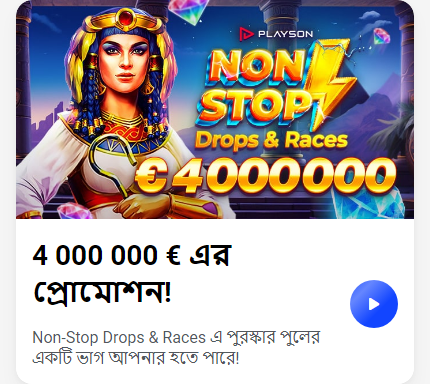 PLAYSON
NON
STOP
Drops & Races
€4000000
4 000 000 € এর
প্রোমোশন!
Non-Stop Drops & Races এ পুরস্কার পুলের
একটি ভাগ আপনার হতে পারে!